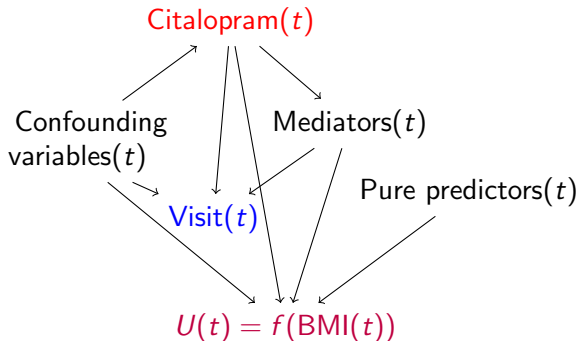 Citalopram(t)
Confounding
variables(t)
Mediators(t)
Pure predictors(t)
Visit(t)
U(t) = f(BMI(t))